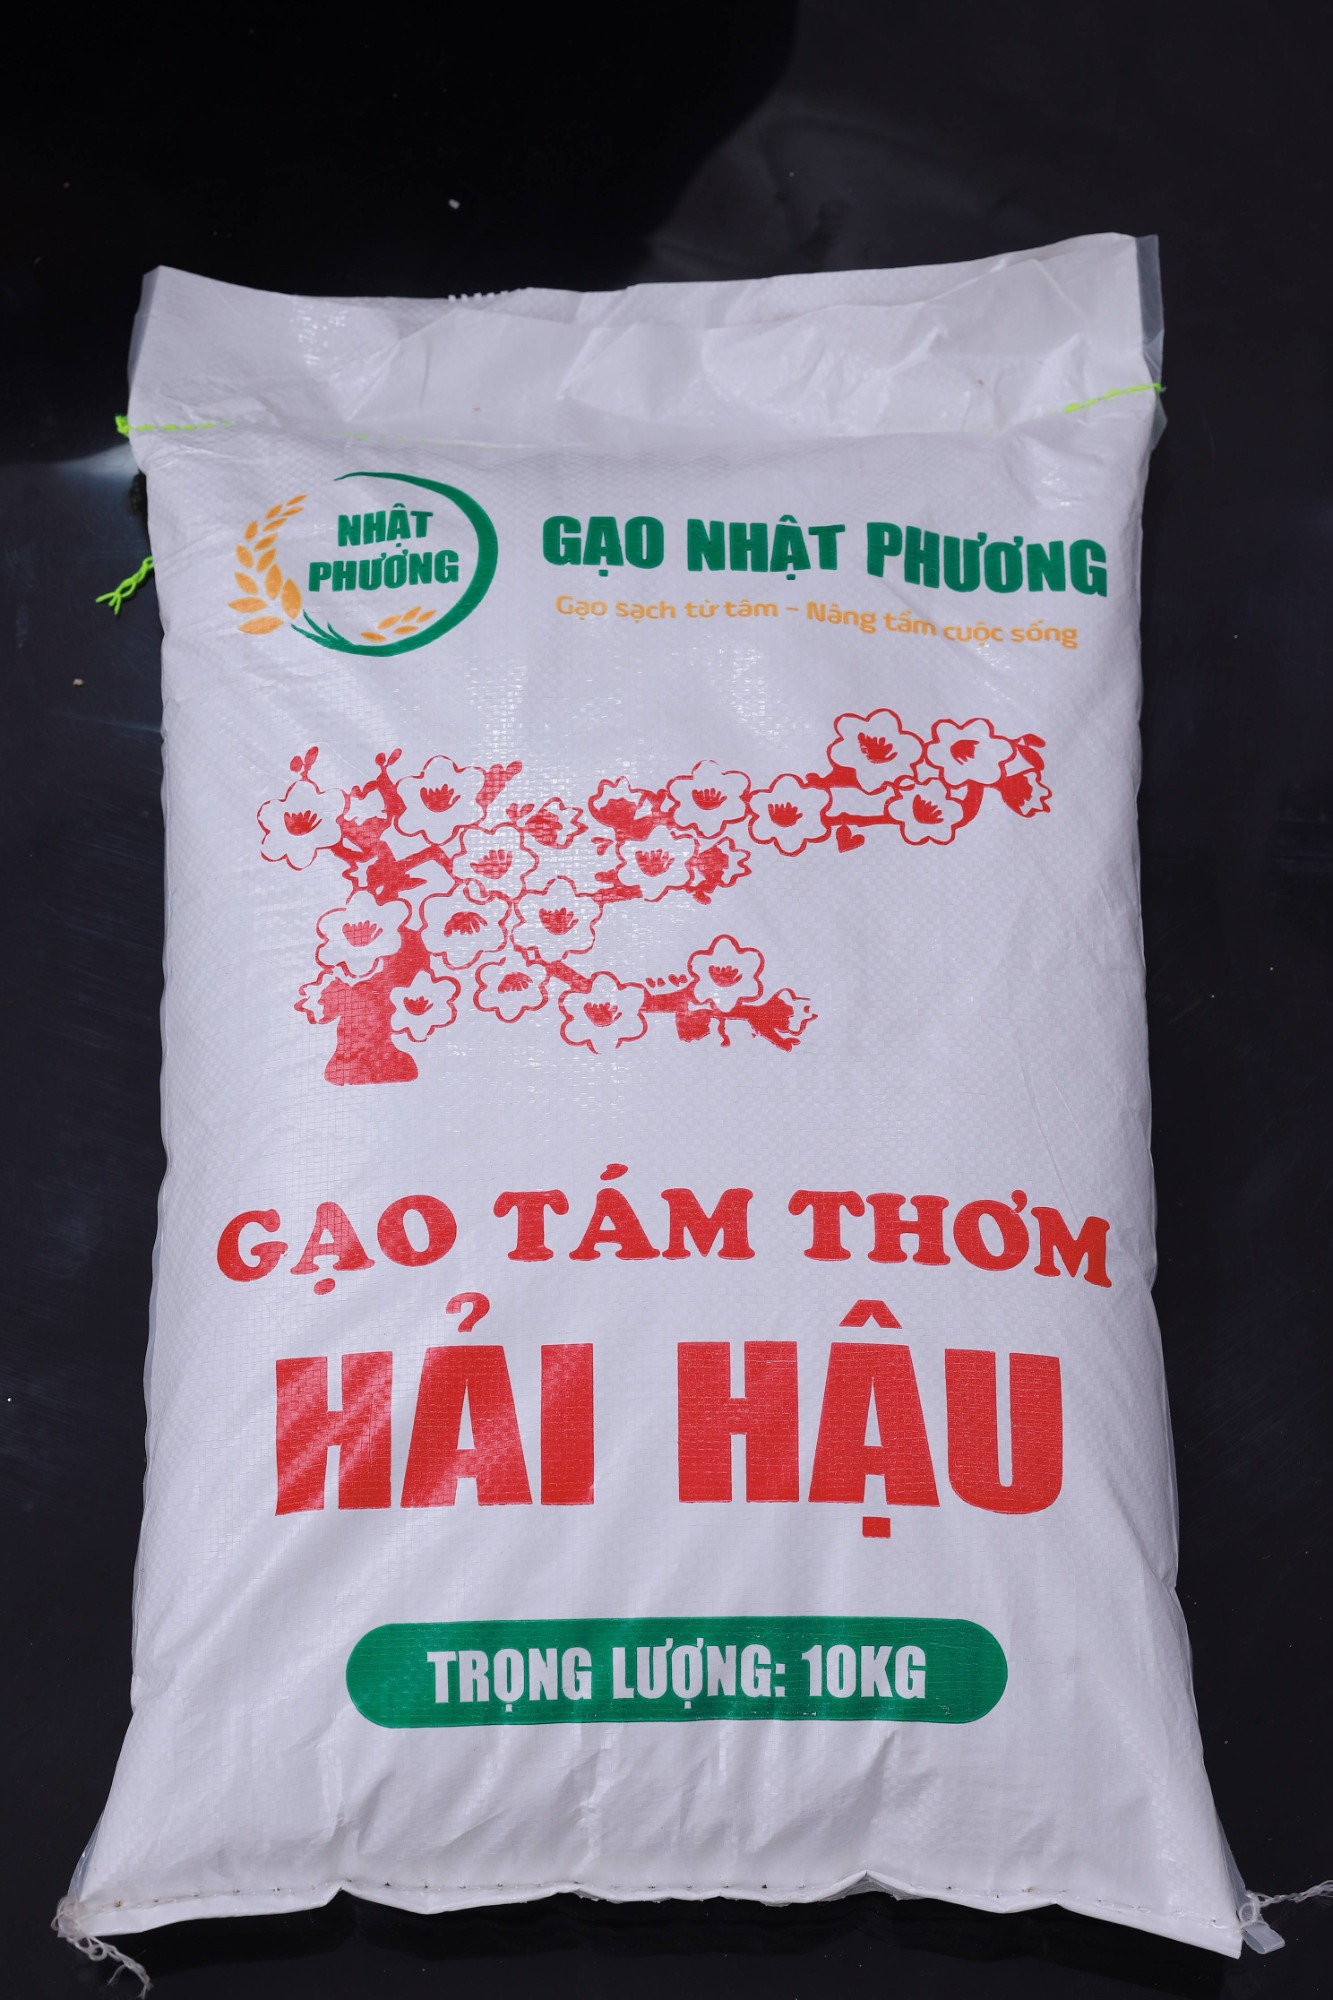 NHẬT
PHƯƠNG
GẠO NHẬT PHƯƠNG
Gạo sạch từ tâm - Nâng tầm cuộc sống
GẠO TÁM THƠM
HẢI HẬU
TRỌNG LƯỢNG: 10KG